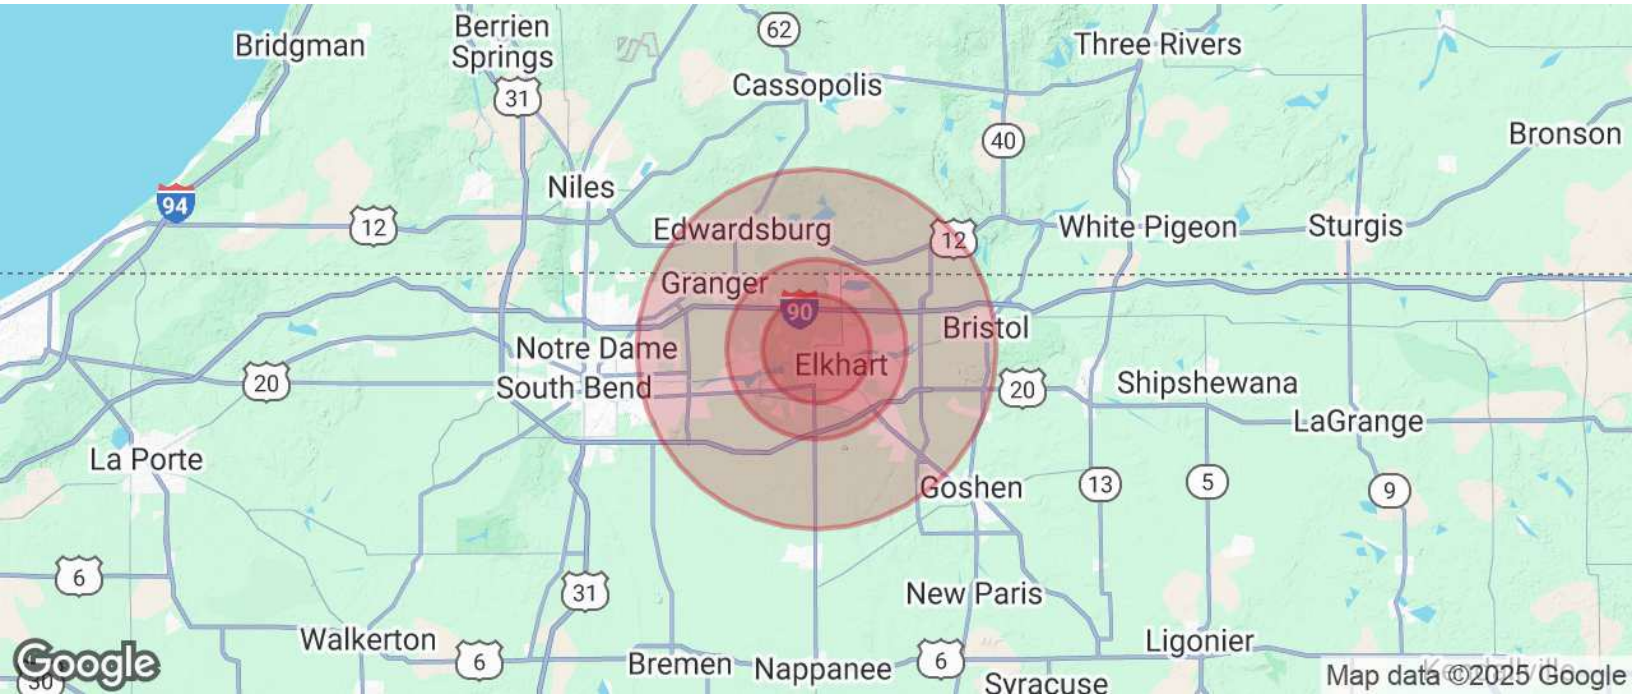 Bridgman
Berrien
Springs
62
Three Rivers
31
Cassopolis
40
Bronson
94
Niles
12
Edwardsburg
12
White Pigeon
Sturgis
Granger
90
Bristol
Notre Dame
Elkhart
20
South Bend
20
Shipshewana
LaGrange
La Porte
Goshen
13
5
9
6
31
New Paris
Walkerton
6
Bremen
Nappanee
6
Ligonier
Google
30
Syracuse
Kendallville
Map data ©2025 Google